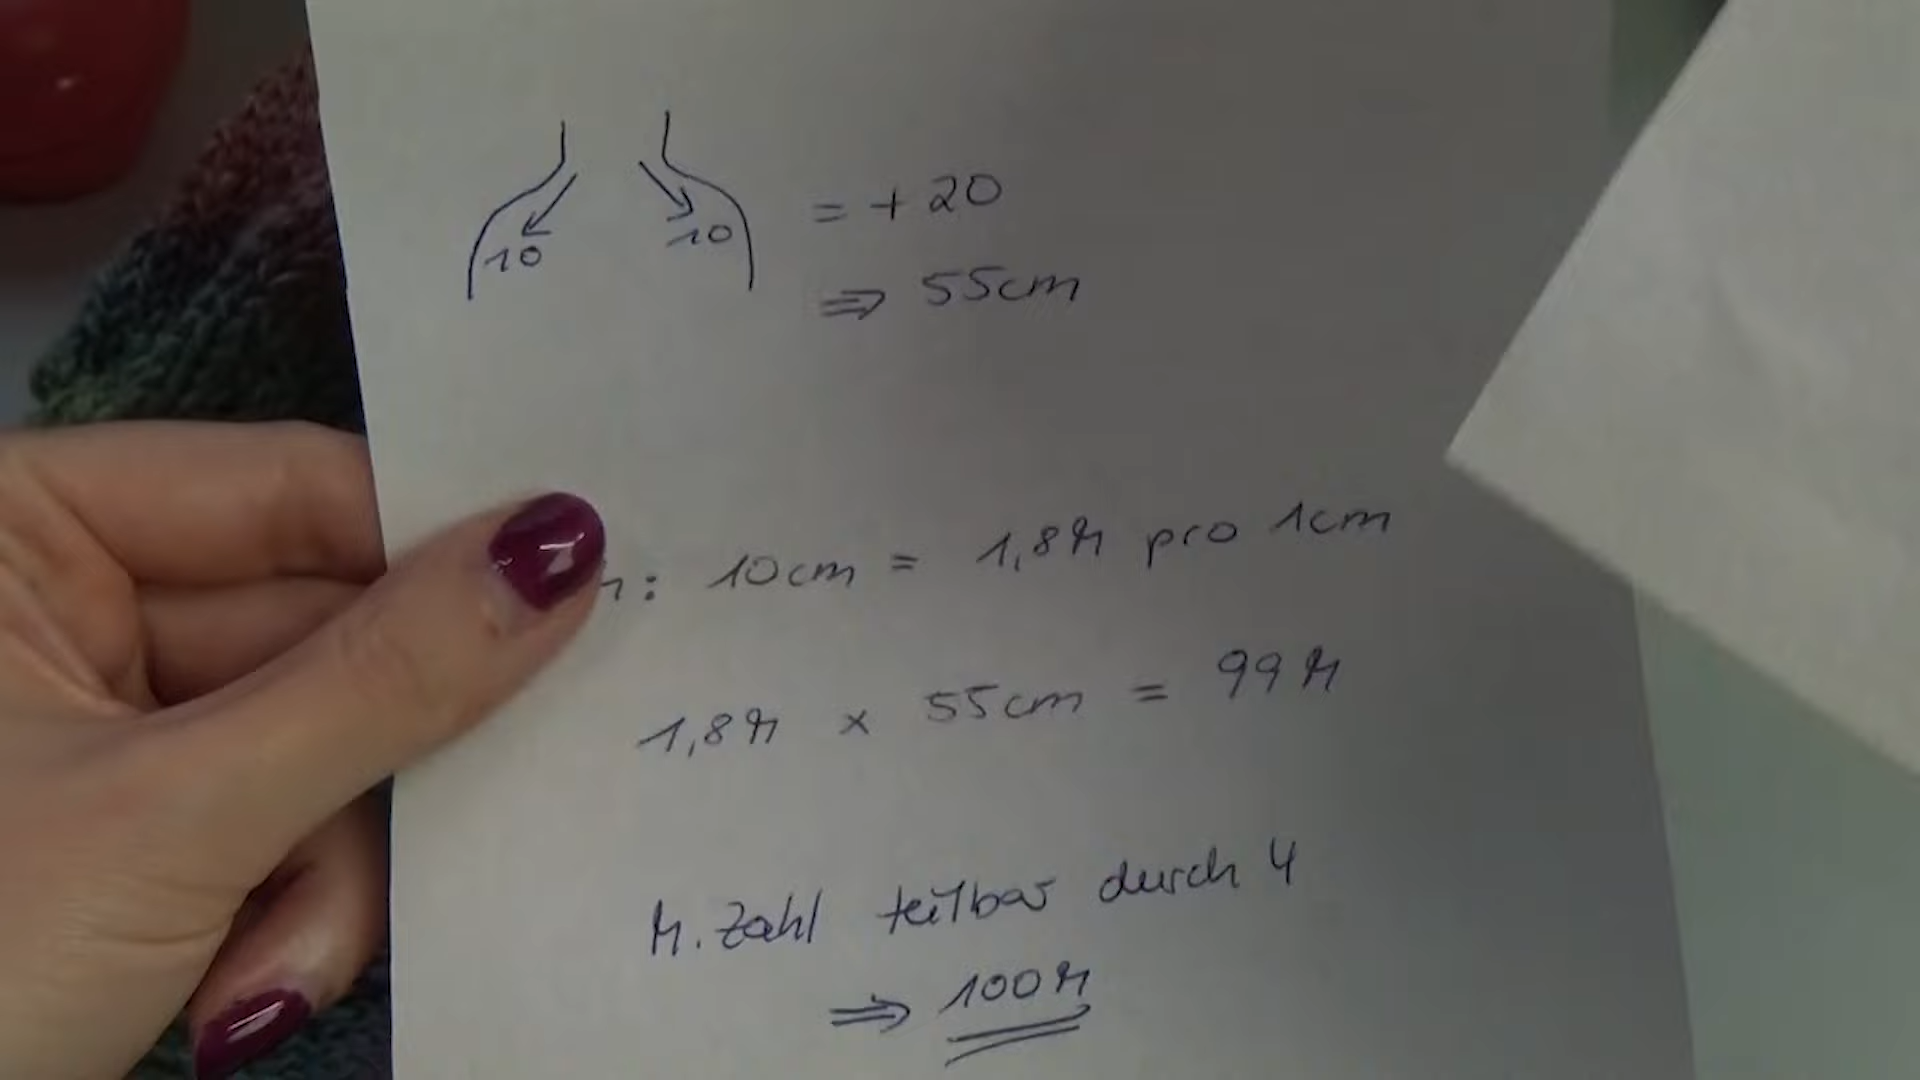 10
10
= + 20
⇒ 55cm
: 10cm = 1,8M pro 1cm
1,8M x 55cm = 99M
M. Zahl teilbar durch 4
⇒ 100M